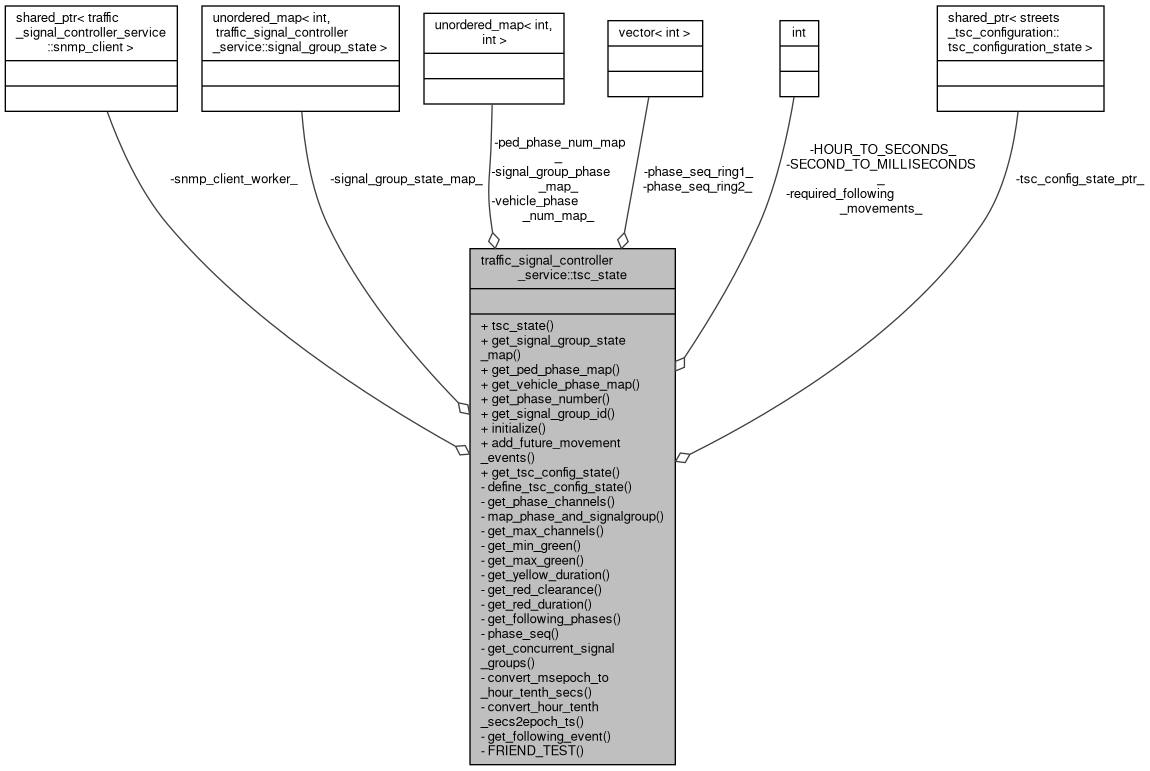 shared_ptr< traffic
_signal_controller_service
::snmp_client >
unordered_map< int,
traffic_signal_controller
_service::signal_group_state >
unordered_map< int,
int >
vector< int >
int
shared_ptr< streets
_tsc_configuration::
tsc_configuration_state >
-snmp_client_worker_
-signal_group_state_map_
-ped_phase_num_map
_
-signal_group_phase
_map_
-vehicle_phase
_num_map_
-phase_seq_ring1_
-phase_seq_ring2_
-HOUR_TO_SECONDS_
-SECOND_TO_MILLISECONDS
_
-required_following
_movements_
-tsc_config_state_ptr_
traffic_signal_controller
_service::tsc_state
+ tsc_state()
+ get_signal_group_state
_map()
+ get_ped_phase_map()
+ get_vehicle_phase_map()
+ get_phase_number()
+ get_signal_group_id()
+ initialize()
+ add_future_movement
_events()
+ get_tsc_config_state()
- define_tsc_config_state()
- get_phase_channels()
- map_phase_and_signalgroup()
- get_max_channels()
- get_min_green()
- get_max_green()
- get_yellow_duration()
- get_red_clearance()
- get_red_duration()
- get_following_phases()
- phase_seq()
- get_concurrent_signal
_groups()
- convert_msepoch_to
_hour_tenth_secs()
- convert_hour_tenth
_secs2epoch_ts()
- get_following_event()
- FRIEND_TEST()